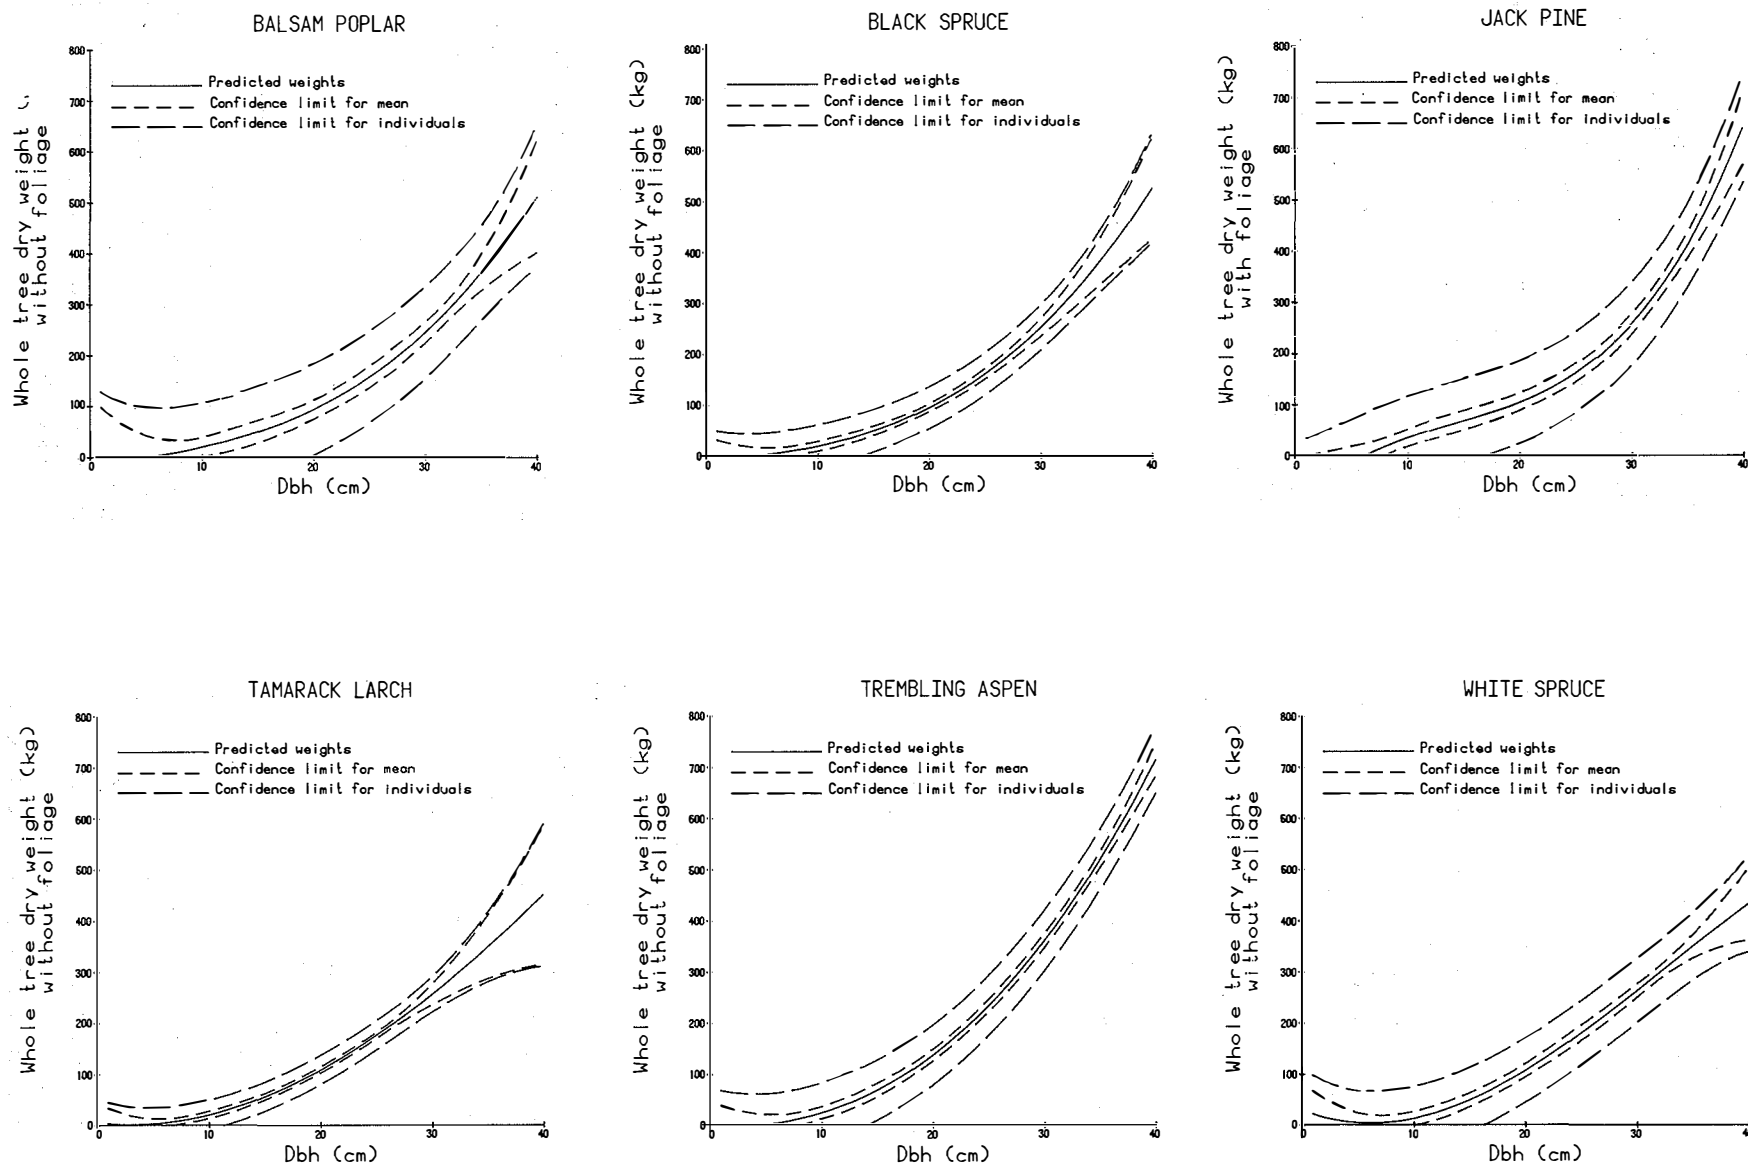 BALSAM POPLAR
800
700
600
500
400
300
200
100
0
Predicted weights
Confidence limit for mean
Confidence limit for individuals
Whole tree dry weight (
without foliage
0 10 20 30 40
Dbh (cm)
BLACK SPRUCE
800
700
600
500
400
300
200
100
0
Predicted weights
Confidence limit for mean
Confidence limit for individuals
Whole tree dry weight (kg)
without foliage
0 10 20 30 40
Dbh (cm)
JACK PINE
800
700
600
500
400
300
200
100
0
Predicted weights
Confidence limit for mean
Confidence limit for individuals
Whole tree dry weight (kg)
with foliage
0 10 20 30 40
Dbh (cm)
TAMARACK LARCH
800
700
600
500
400
300
200
100
0
Predicted weights
Confidence limit for mean
Confidence limit for individuals
Whole tree dry weight (kg)
without foliage
0 10 20 30 40
Dbh (cm)
TREMBLING ASPEN
800
700
600
500
400
300
200
100
0
Predicted weights
Confidence limit for mean
Confidence limit for individuals
Whole tree dry weight (kg)
without foliage
0 10 20 30 40
Dbh (cm)
WHITE SPRUCE
800
700
600
500
400
300
200
100
0
Predicted weights
Confidence limit for mean
Confidence limit for individuals
Whole tree dry weight (kg)
without foliage
0 10 20 30 40
Dbh (cm)